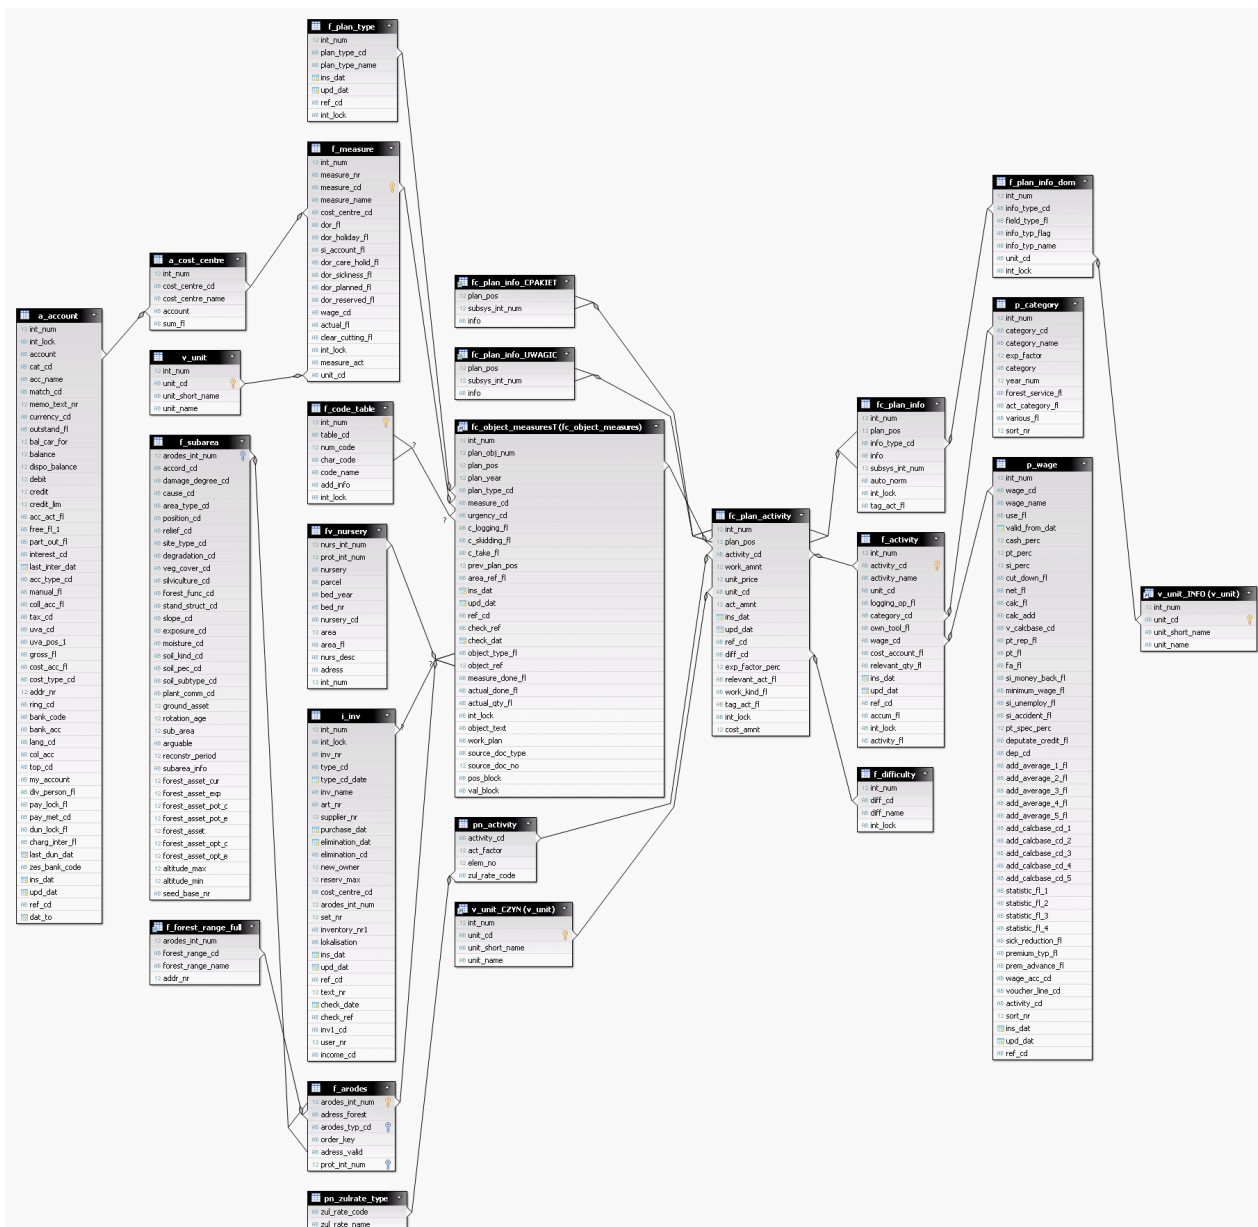 f_plan_type
int_num
plan_type_cd
plan_type_name
ins_dat
upd_dat
ref_cd
int_lock
f_measure
int_num
measure_nr
measure_cd
measure_name
cost_centre_cd
dor_fl
dor_holiday_fl
si_account_fl
dor_care_holid_fl
dor_sickness_fl
dor_planned_fl
dor_reserved_fl
wage_cd
actual_fl
clear_cutting_fl
int_lock
measure_act
unit_cd
a_cost_centre
int_num
cost_centre_cd
cost_centre_name
account
sum_fl
a_account
int_num
int_lock
account
cat_cd
acc_name
match_cd
memo_text_nr
currency_cd
outstand_fl
bal_car_for
balance
dispo_balance
debit
credit
credit_lim
acc_act_fl
free_fl_1
part_out_fl
interest_cd
last_inter_dat
acc_type_cd
manual_fl
coll_acc_fl
tax_cd
uva_cd
uva_pos_1
gross_fl
cost_acc_fl
cost_type_cd
addr_nr
ring_cd
bank_code
bank_acc
lang_cd
col_acc
top_cd
my_account
div_person_fl
pay_lock_fl
pay_met_cd
dun_lock_fl
charg_inter_fl
last_dun_dat
zes_bank_code
ins_dat
upd_dat
ref_cd
dat_to
v_unit
int_num
unit_cd
unit_short_name
unit_name
f_subarea
arodes_int_num
accord_cd
damage_degree_cd
cause_cd
area_type_cd
position_cd
relief_cd
site_type_cd
degradation_cd
veg_cover_cd
silviculture_cd
forest_func_cd
stand_struct_cd
slope_cd
exposure_cd
moisture_cd
soil_kind_cd
soil_pec_cd
soil_subtype_cd
plant_comm_cd
ground_asset
rotation_age
sub_area
arguable
reconstr_period
subarea_info
forest_asset_cur
forest_asset_exp
forest_asset_pot_c
forest_asset_pot_e
forest_asset
forest_asset_opt_c
forest_asset_opt_e
altitude_max
altitude_min
seed_base_nr
f_forest_range_full
arodes_int_num
forest_range_cd
forest_range_name
addr_nr
f_code_table
int_num
table_cd
num_code
char_code
code_name
add_info
int_lock
?
?
fv_nursery
nurs_int_num
prot_int_num
nursery
parcel
bed_year
bed_nr
nursery_cd
area
area_fl
nurs_desc
adress
int_num
?
i_inv
int_num
int_lock
inv_nr
type_cd
type_cd_date
inv_name
art_nr
supplier_nr
purchase_dat
elimination_dat
elimination_cd
new_owner
reserv_max
cost_centre_cd
arodes_int_num
set_nr
inventory_nr1
lokalisation
ins_dat
upd_dat
ref_cd
text_nr
check_date
check_ref
inv1_cd
user_nr
income_cd
f_arodes
arodes_int_num
adress_forest
arodes_typ_cd
order_key
adress_valid
prot_int_num
pn_zulrate_type
zul_rate_code
zul_rate_name
fc_plan_info_CPAKIET
plan_pos
subsys_int_num
info
fc_plan_info_UWAGIC
plan_pos
subsys_int_num
info
fc_object_measuresT (fc_object_measures)
int_num
plan_obj_num
plan_pos
plan_year
plan_type_cd
measure_cd
urgency_cd
c_logging_fl
c_skidding_fl
c_take_fl
prev_plan_pos
area_ref_fl
ins_dat
upd_dat
ref_cd
check_ref
check_dat
object_type_fl
object_ref
measure_done_fl
actual_done_fl
actual_qty_fl
int_lock
object_text
work_plan
source_doc_type
source_doc_no
pos_block
val_block
pn_activity
activity_cd
act_factor
elem_no
zul_rate_code
v_unit_CZYN (v_unit)
int_num
unit_cd
unit_short_name
unit_name
fc_plan_activity
int_num
plan_pos
activity_cd
work_amnt
unit_price
unit_cd
act_amnt
ins_dat
upd_dat
ref_cd
diff_cd
exp_factor_perc
relevant_act_fl
work_kind_fl
tag_act_fl
int_lock
cost_amnt
fc_plan_info
int_num
plan_pos
info_type_cd
info
subsys_int_num
auto_norm
int_lock
tag_act_fl
f_activity
int_num
activity_cd
activity_name
unit_cd
logging_op_fl
category_cd
own_tool_fl
wage_cd
cost_account_fl
relevant_qty_fl
ins_dat
upd_dat
ref_cd
accum_fl
int_lock
activity_fl
f_difficulty
int_num
diff_cd
diff_name
int_lock
f_plan_info_dom
int_num
info_type_cd
field_type_fl
info_typ_flag
info_typ_name
unit_cd
int_lock
p_category
int_num
category_cd
category_name
exp_factor
category
year_num
forest_service_fl
act_category_fl
various_fl
sort_nr
p_wage
int_num
wage_cd
wage_name
use_fl
valid_from_dat
cash_perc
pt_perc
si_perc
cut_down_fl
net_fl
calc_fl
calc_add
v_calcbase_cd
pt_rep_fl
pt_fl
fa_fl
si_money_back_fl
minimum_wage_fl
si_unemploy_fl
si_accident_fl
pt_spec_perc
deputate_credit_fl
dep_cd
add_average_1_fl
add_average_2_fl
add_average_3_fl
add_average_4_fl
add_average_5_fl
add_calcbase_cd_1
add_calcbase_cd_2
add_calcbase_cd_3
add_calcbase_cd_4
add_calcbase_cd_5
statistic_fl_1
statistic_fl_2
statistic_fl_3
statistic_fl_4
sick_reduction_fl
premium_typ_fl
prem_advance_fl
wage_acc_cd
voucher_line_cd
activity_cd
sort_nr
ins_dat
upd_dat
ref_cd
v_unit_INFO (v_unit)
int_num
unit_cd
unit_short_name
unit_name